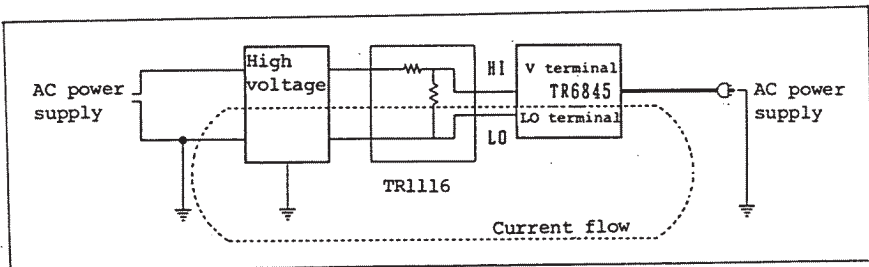 High
voltage
AC power
supply
TR1116
HI
LO
V terminal
TR6845
LO terminal
AC power
supply
Current flow